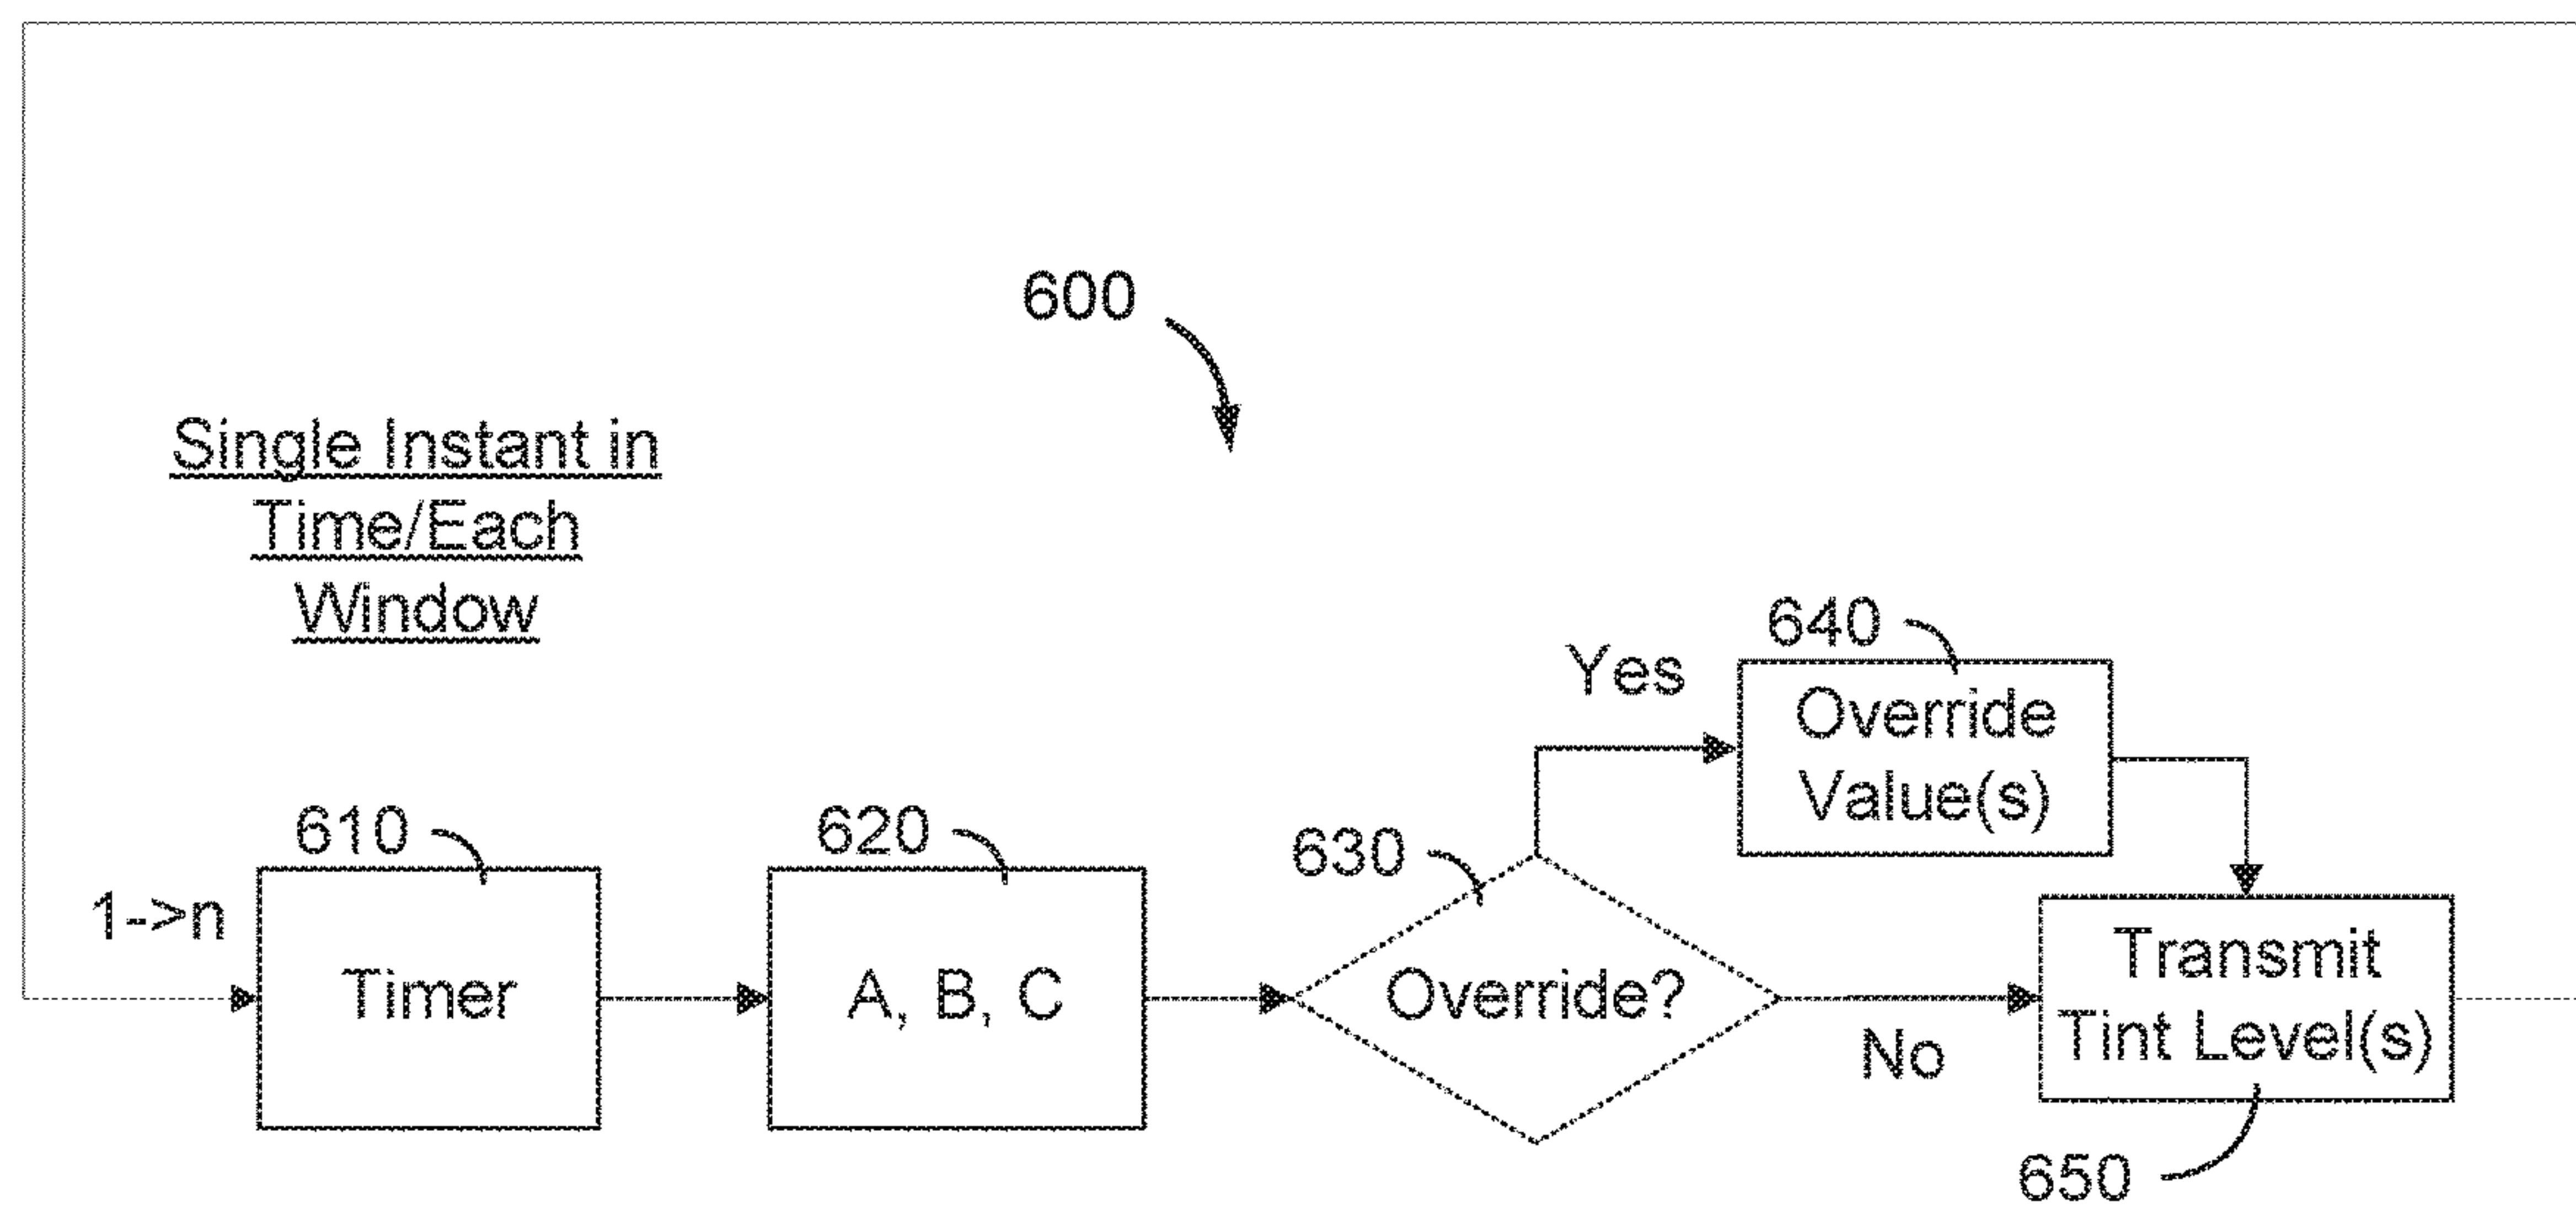 600
Single Instant in
Time/Each
Window
640
Yes
Override
Value(s)
610
620
630
1->n
Timer
A, B, C
Override?
No
Transmit
Tint Level(s)
650